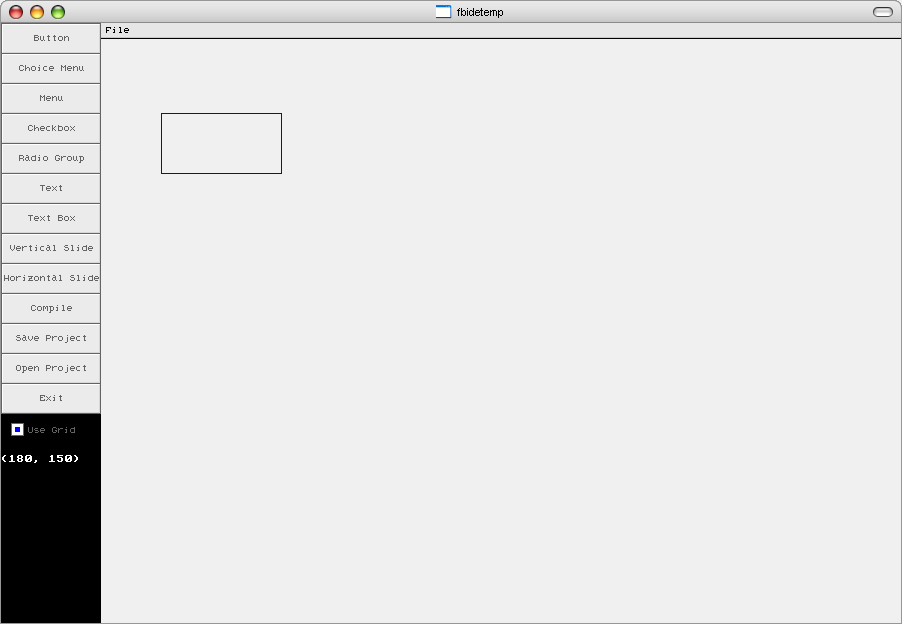 fbidetemp
File
Button
Choice Menu
Menu
Checkbox
Radio Group
Text
Text Box
Vertical Slide
Horizontal Slide
Compile
Save Project
Open Project
Exit
Use Grid
(180, 150)